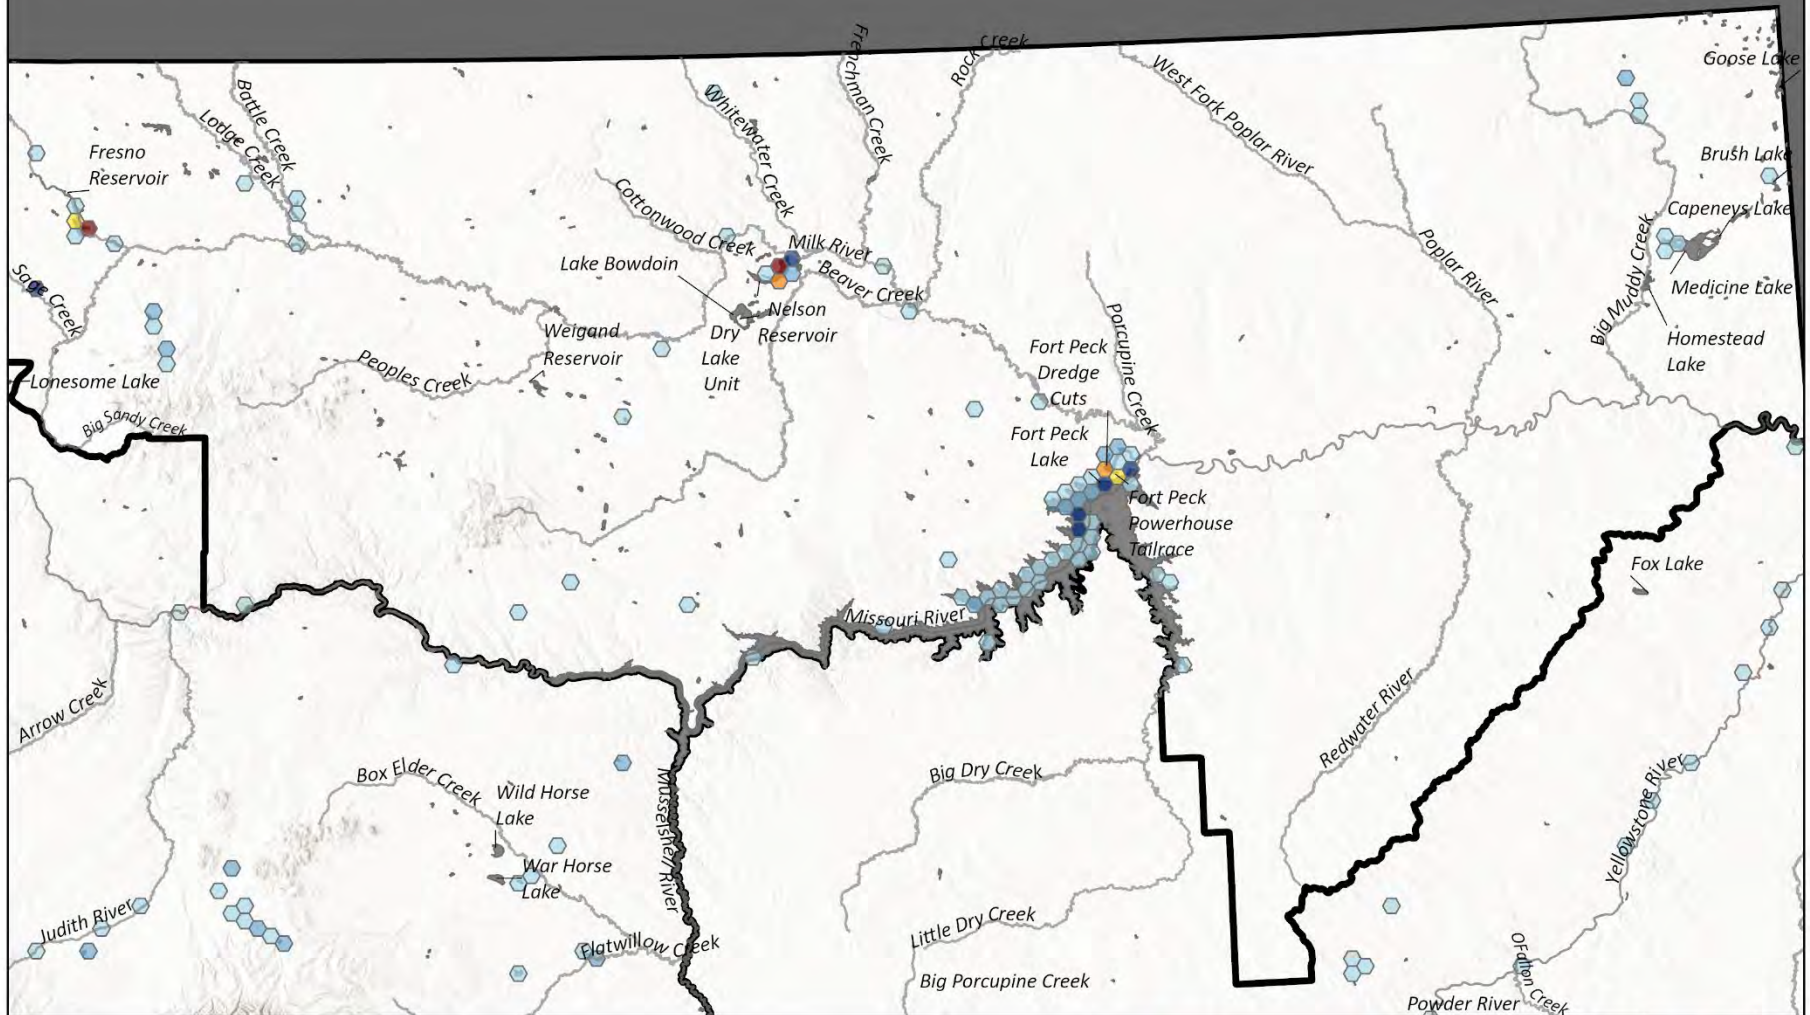 Creek
Rock
Frenchman Creek
Goose Lake
West Fork Poplar River
Battle Creek
Whitewater Creek
Lodge Creek
Fresno
Reservoir
Brush Lake
Cottonwood Creek
Capeneys Lake
Milk River
Poplar River
Big Muddy Creek
Lake Bowdoin
Beaver Creek
Sage Creek
Medicine Lake
Nelson
Reservoir
Dry
Lake
Unit
Weigand
Reservoir
Porcupine Creek
Homestead
Lake
Fort Peck
Dredge
Cuts
Peoples Creek
Lonesome Lake
Big Sandy Creek
Fort Peck
Lake
Fort Peck
Powerhouse
Tailrace
Fox Lake
Missouri River
Arrow Creek
Redwater River
Box Elder Creek
Big Dry Creek
Wild Horse
Lake
Musselshell River
Yellowstone River
War Horse
Lake
Judith River
Little Dry Creek
Flatwillow Creek
Big Porcupine Creek
OFallon Creek
Powder River